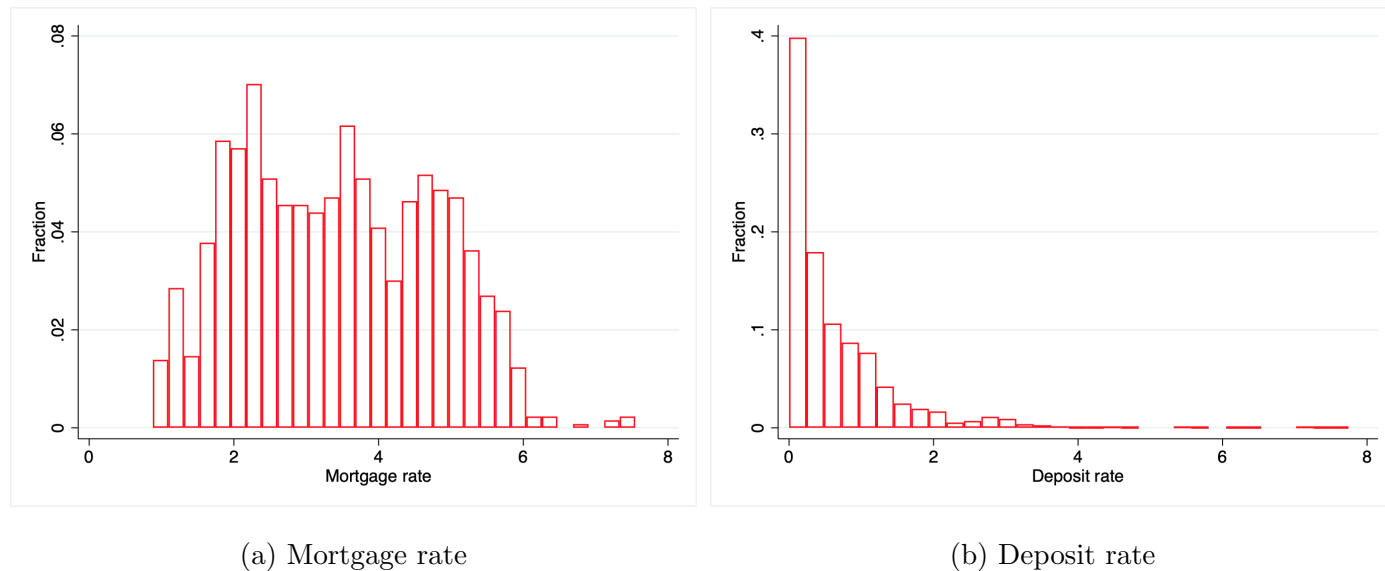 .08
.06
.04
.02
0
Fraction
0 2 4 6 8
Mortgage rate
.4
.3
.2
.1
0
Fraction
0 2 4 6 8
Deposit rate
(a) Mortgage rate
(b) Deposit rate